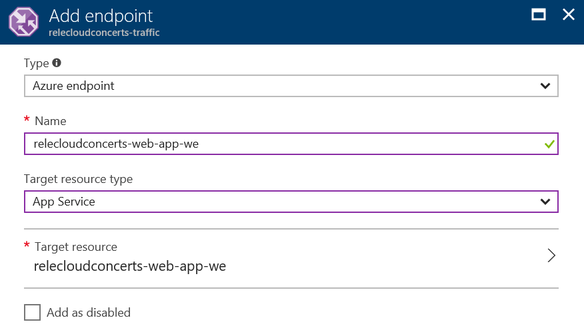 Add endpoint
relecloudconcerts-traffic
Type
Azure endpoint
* Name
relecloudconcerts-web-app-we
Target resource type
App Service
* Target resource
relecloudconcerts-web-app-we
Add as disabled